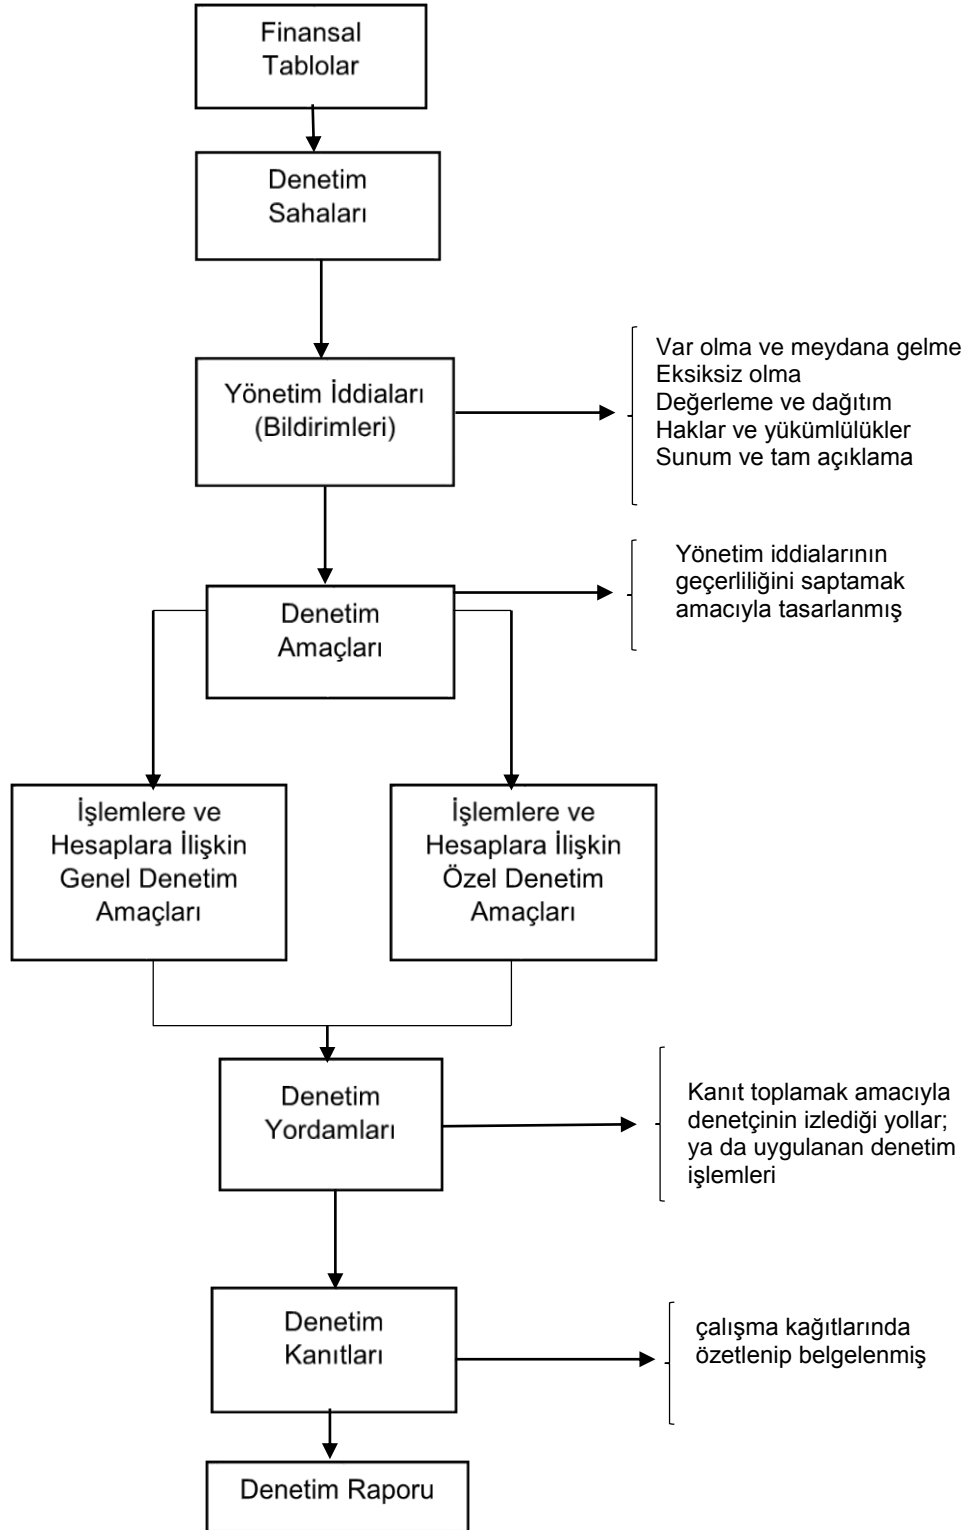 Finansal
Tablolar
Denetim
Sahaları
Yönetim İddiaları
(Bildirimleri)
Var olma ve meydana gelme
Eksiksiz olma
Değerleme ve dağıtım
Haklar ve yükümlülükler
Sunum ve tam açıklama
Denetim
Amaçları
Yönetim iddialarının
geçerliliğini saptamak
amacıyla tasarlanmış
İşlemlere ve
Hesaplara İlişkin
Genel Denetim
Amaçları
İşlemlere ve
Hesaplara İlişkin
Özel Denetim
Amaçları
Denetim
Yordamları
Kanıt toplamak amacıyla
denetçinin izlediği yollar;
ya da uygulanan denetim
işlemleri
Denetim
Kanıtları
çalışma kağıtlarında
özetlenip belgelenmiş
Denetim Raporu